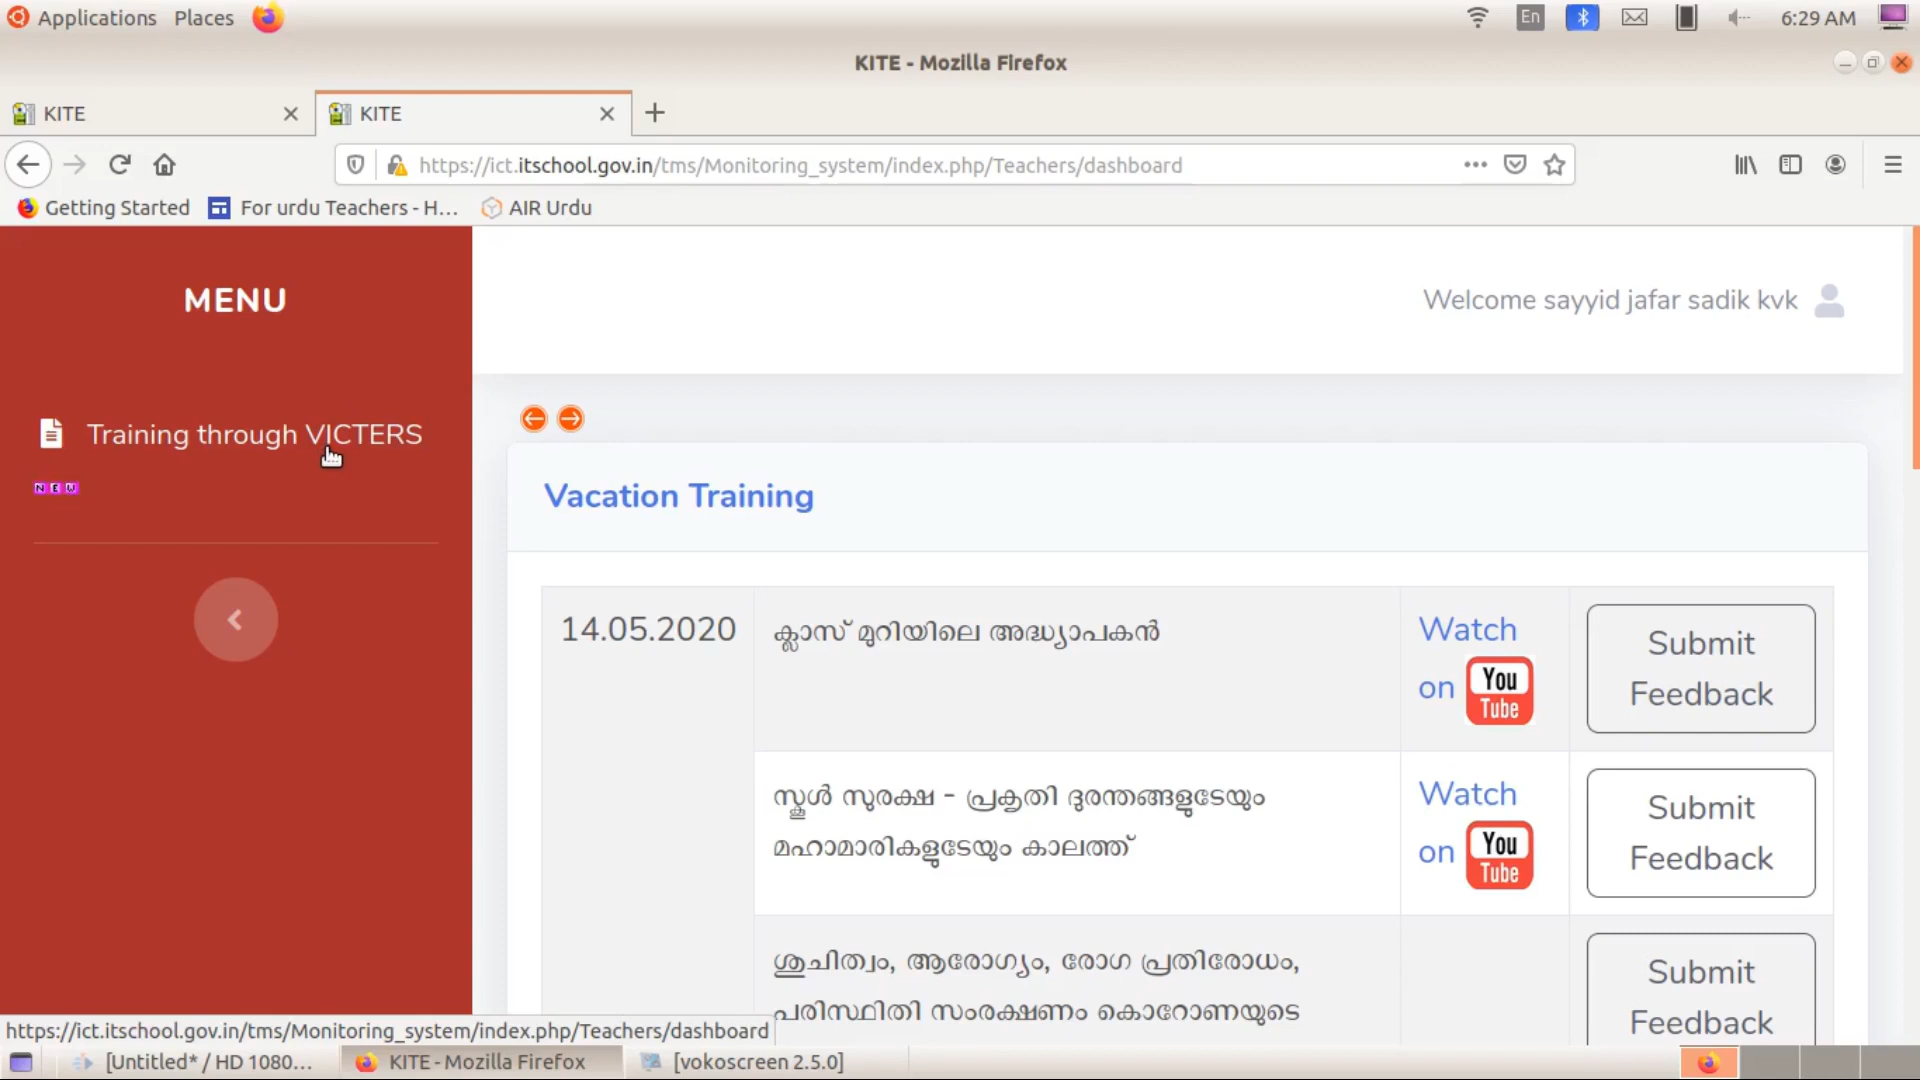 Applications Places
En
6:29 AM
KITE - Mozilla Firefox
KITE
KITE
https://ict.itschool.gov.in/tms/Monitoring_system/index.php/Teachers/dashboard
Getting Started
For urdu Teachers - H...
AIR Urdu
MENU
Welcome sayyid jafar sadik kvk
Training through VICTERS
NEW
Vacation Training
14.05.2020
ക്ലാസ് മുറിയിലെ അദ്ധ്യാപകൻ
Watch
on You Tube
Submit
Feedback
സ്കൂൾ സുരക്ഷ - പ്രകൃതി ദുരന്തങ്ങളുടേയും
മഹാമാരികളുടേയും കാലത്ത്
Watch
on You Tube
Submit
Feedback
ശുചിത്വം, ആരോഗ്യം, രോഗ പ്രതിരോധം,
പരിസ്ഥിതി സംരക്ഷണം കൊറോണയുടെ
Submit
Feedback
https://ict.itschool.gov.in/tms/Monitoring_system/index.php/Teachers/dashboard
[Untitled* / HD 1080...
KITE - Mozilla Firefox
[vokoscreen 2.5.0]